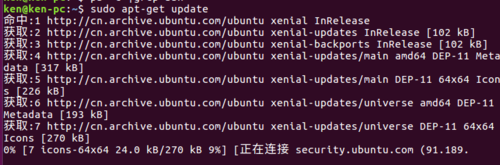 ken@ken-pc:~$ sudo apt-get update
命中:1 http://cn.archive.ubuntu.com/ubuntu xenial InRelease
获取:2 http://cn.archive.ubuntu.com/ubuntu xenial-updates InRelease [102 kB]
获取:3 http://cn.archive.ubuntu.com/ubuntu xenial-backports InRelease [102 kB]
获取:4 http://cn.archive.ubuntu.com/ubuntu xenial-updates/main amd64 DEP-11 Meta
data [317 kB]
获取:5 http://cn.archive.ubuntu.com/ubuntu xenial-updates/main DEP-11 64x64 Icon
s [226 kB]
获取:6 http://cn.archive.ubuntu.com/ubuntu xenial-updates/universe amd64 DEP-11 
Metadata [193 kB]
获取:7 http://cn.archive.ubuntu.com/ubuntu xenial-updates/universe DEP-11 64x64 
Icons [270 kB]
0% [7 icons-64x64 24.0 kB/270 kB 9%] [正在连接 security.ubuntu.com (91.189.